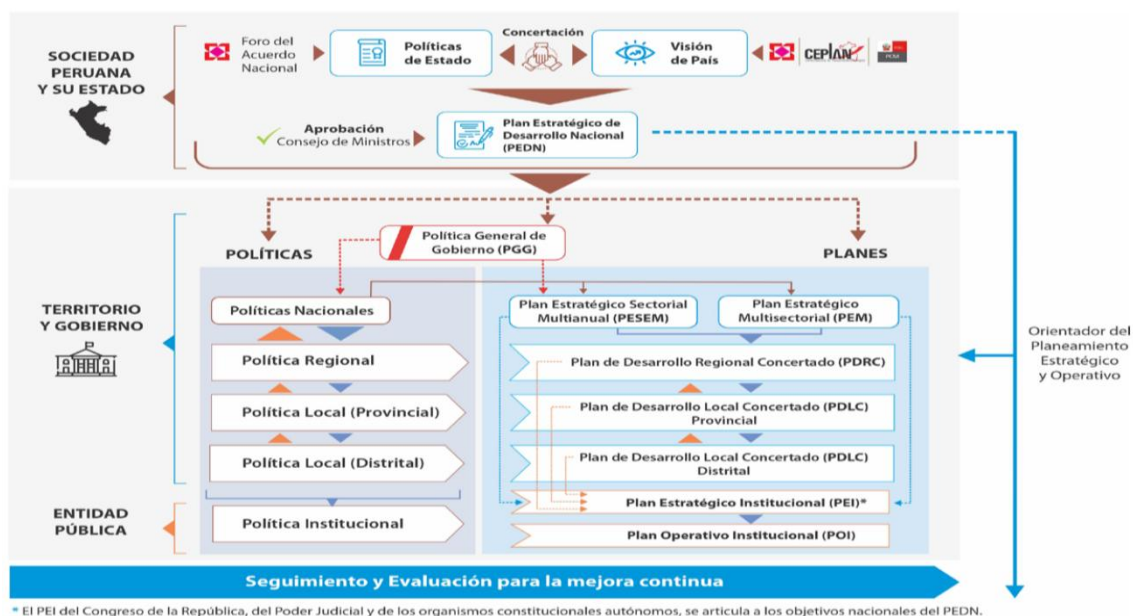 SOCIEDAD
PERUANA
Y SU ESTADO
Foro del
Acuerdo
Nacional
Políticas
de Estado
Concertación
Visión
de País
CEPLAN
PCM
Aprobación
Consejo de Ministros
Plan Estratégico de
Desarrollo Nacional
(PEDN)
TERRITORIO
Y GOBIERNO
POLÍTICAS
Política General de
Gobierno (PGG)
PLANES
Políticas Nacionales
Política Regional
Política Local (Provincial)
Política Local (Distrital)
Plan Estratégico Sectorial
Multianual (PESEM)
Plan Estratégico
Multisectorial (PEM)
Plan de Desarrollo Regional Concertado (PDRC)
Plan de Desarrollo Local Concertado (PDLC)
Provincial
Plan de Desarrollo Local Concertado (PDLC)
Distrital
Orientador del
Planeamiento
Estratégico
y Operativo
ENTIDAD
PÚBLICA
Política Institucional
Plan Estratégico Institucional (PEI)*
Plan Operativo Institucional (POI)
Seguimiento y Evaluación para la mejora continua
* El PEI del Congreso de la República, del Poder Judicial y de los organismos constitucionales autónomos, se articula a los objetivos nacionales del PEDN.